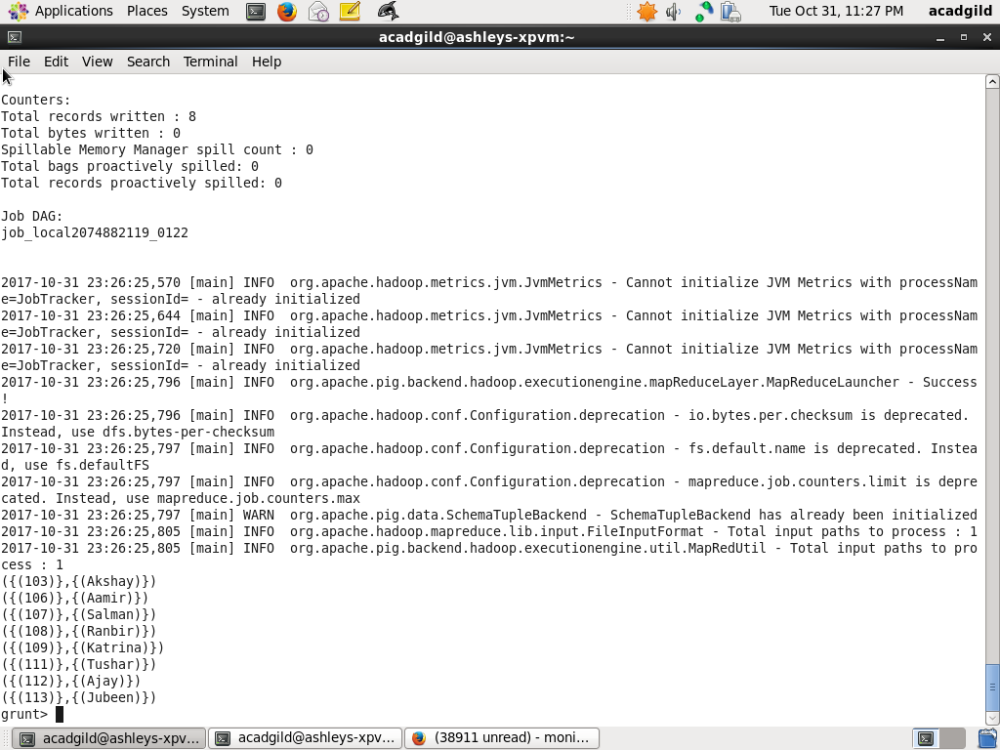 Applications Places System Tue Oct 31, 11:27 PM acadgild
acadgild@ashleys-xpvm:~
File Edit View Search Terminal Help
Counters:
Total records written : 8
Total bytes written : 0
Spillable Memory Manager spill count : 0
Total bags proactively spilled: 0
Total records proactively spilled: 0
Job DAG:
job_local2074882119_0122
2017-10-31 23:26:25,570 [main] INFO  org.apache.hadoop.metrics.jvm.JvmMetrics - Cannot initialize JVM Metrics with processNam
e=JobTracker, sessionId= - already initialized
2017-10-31 23:26:25,644 [main] INFO  org.apache.hadoop.metrics.jvm.JvmMetrics - Cannot initialize JVM Metrics with processNam
e=JobTracker, sessionId= - already initialized
2017-10-31 23:26:25,720 [main] INFO  org.apache.hadoop.metrics.jvm.JvmMetrics - Cannot initialize JVM Metrics with processNam
e=JobTracker, sessionId= - already initialized
2017-10-31 23:26:25,796 [main] INFO  org.apache.pig.backend.hadoop.executionengine.mapReduceLayer.MapReduceLauncher - Success
!
2017-10-31 23:26:25,796 [main] INFO  org.apache.hadoop.conf.Configuration.deprecation - io.bytes.per.checksum is deprecated.
Instead, use dfs.bytes-per-checksum
2017-10-31 23:26:25,797 [main] INFO  org.apache.hadoop.conf.Configuration.deprecation - fs.default.name is deprecated. Instea
d, use fs.defaultFS
2017-10-31 23:26:25,797 [main] INFO  org.apache.hadoop.conf.Configuration.deprecation - mapreduce.job.counters.limit is depre
cated. Instead, use mapreduce.job.counters.max
2017-10-31 23:26:25,797 [main] WARN  org.apache.pig.data.SchemaTupleBackend - SchemaTupleBackend has already been initialized
2017-10-31 23:26:25,805 [main] INFO  org.apache.hadoop.mapreduce.lib.input.FileInputFormat - Total input paths to process : 1
2017-10-31 23:26:25,805 [main] INFO  org.apache.pig.backend.hadoop.executionengine.util.MapRedUtil - Total input paths to pro
cess : 1
({(103)},{(Akshay)})
({(106)},{(Aamir)})
({(107)},{(Salman)})
({(108)},{(Ranbir)})
({(109)},{(Katrina)})
({(111)},{(Tushar)})
({(112)},{(Ajay)})
({(113)},{(Jubeen)})
grunt>
acadgild@ashleys-xpv... acadgild@ashleys-xpv... (38911 unread) - moni...